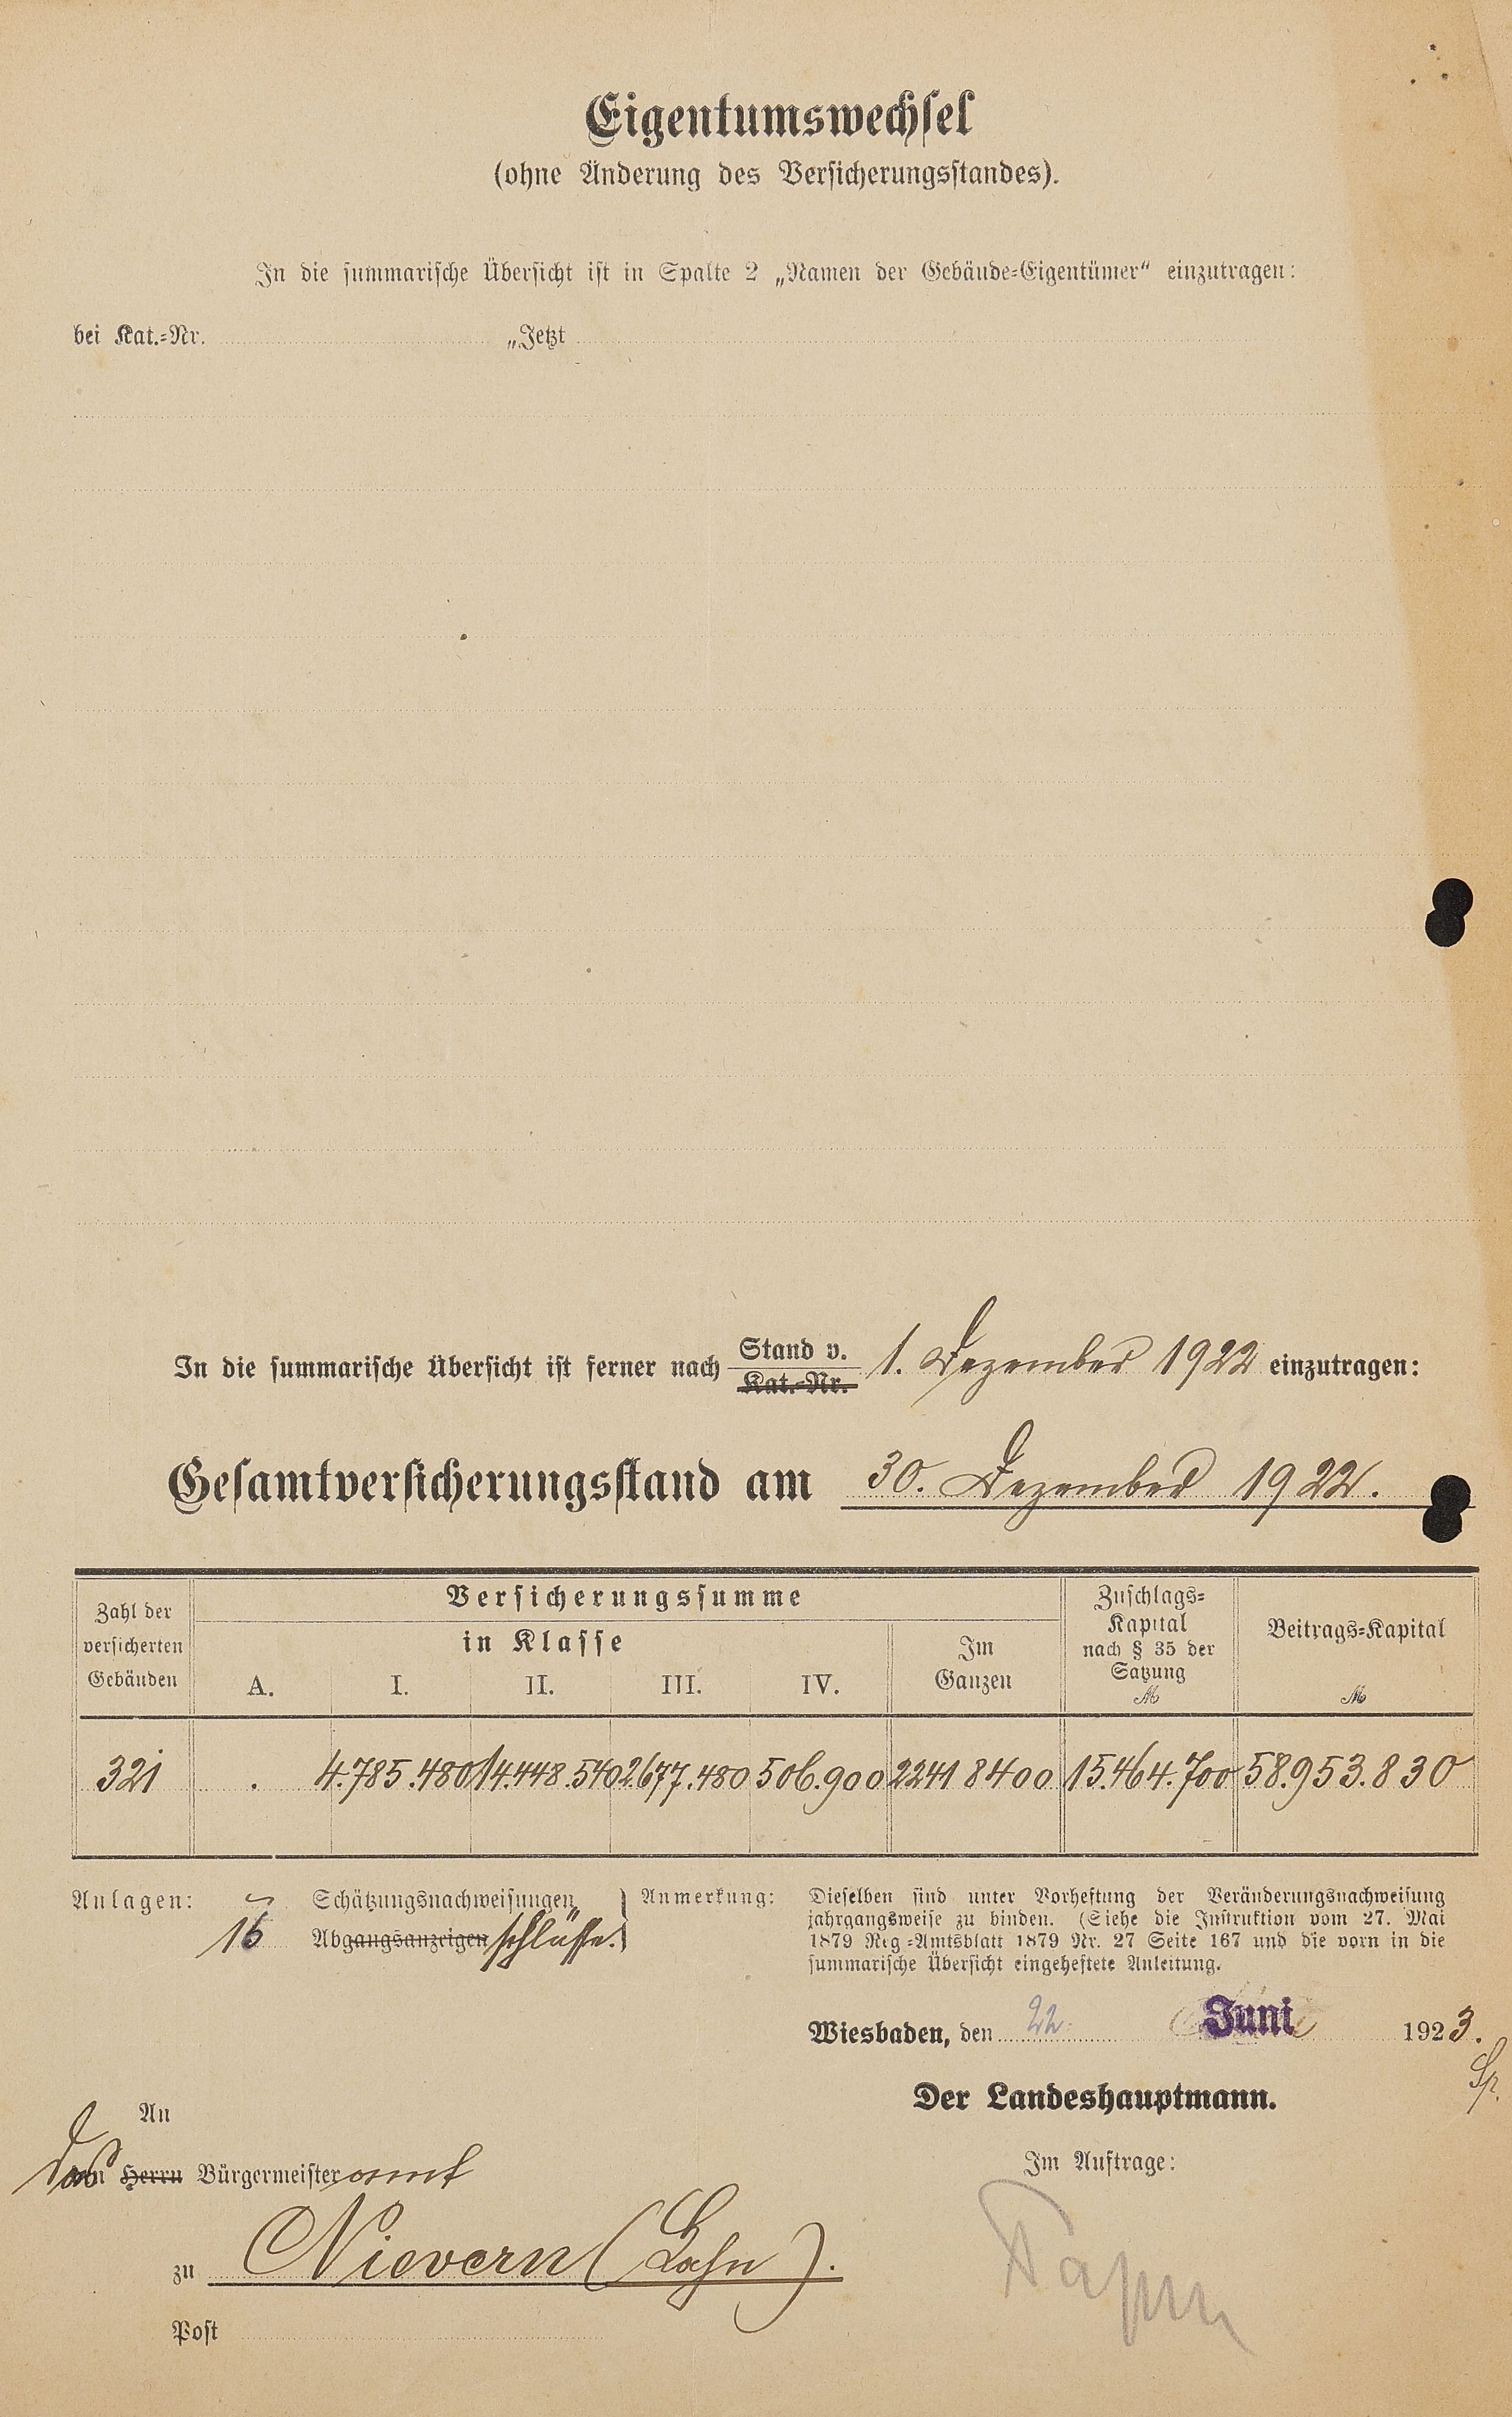 Eigentumswechsel
(ohne Änderung des Versicherungsstandes).
In die summarische Übersicht ist in Spalte 2 „Namen der Gebäude=Eigentümer“ einzutragen:
bei Kat.=Nr. „Jetzt
In die summarische Übersicht ist ferner nach Stand v. 1. Dezember 1922 einzutragen:
Kat.-Nr.
Gesamtversicherungsstand am 30. Dezember 1922.
Zahl der versicherten Gebäuden
Versicherungssumme
in Klasse
A. I. II. III. IV.
Im Ganzen
Zuschlags=Kapital nach § 35 der Satzung M
Beitrags=Kapital M
321 . 4.785.480 14.448.540 2.677.480 506.900 22418400 15.464.700 58.953.830
Anlagen: Schätzungsnachweisungen
16 Abgangsanzeigen schlüsse.
Anmerkung: Dieselben sind unter Vorheftung der Veränderungsnachweisung
jahrgangsweise zu binden. (Siehe die Instruktion vom 27. Mai
1879 Reg=Amtsblatt 1879 Nr. 27 Seite 167 und die vorn in die
summarische Übersicht eingeheftete Anleitung.
Wiesbaden, den 22. Juni 1923.
Der Landeshauptmann.
Im Auftrage:
An
das Herrn Bürgermeisteramt
zu Nievern (Lahn).
Post